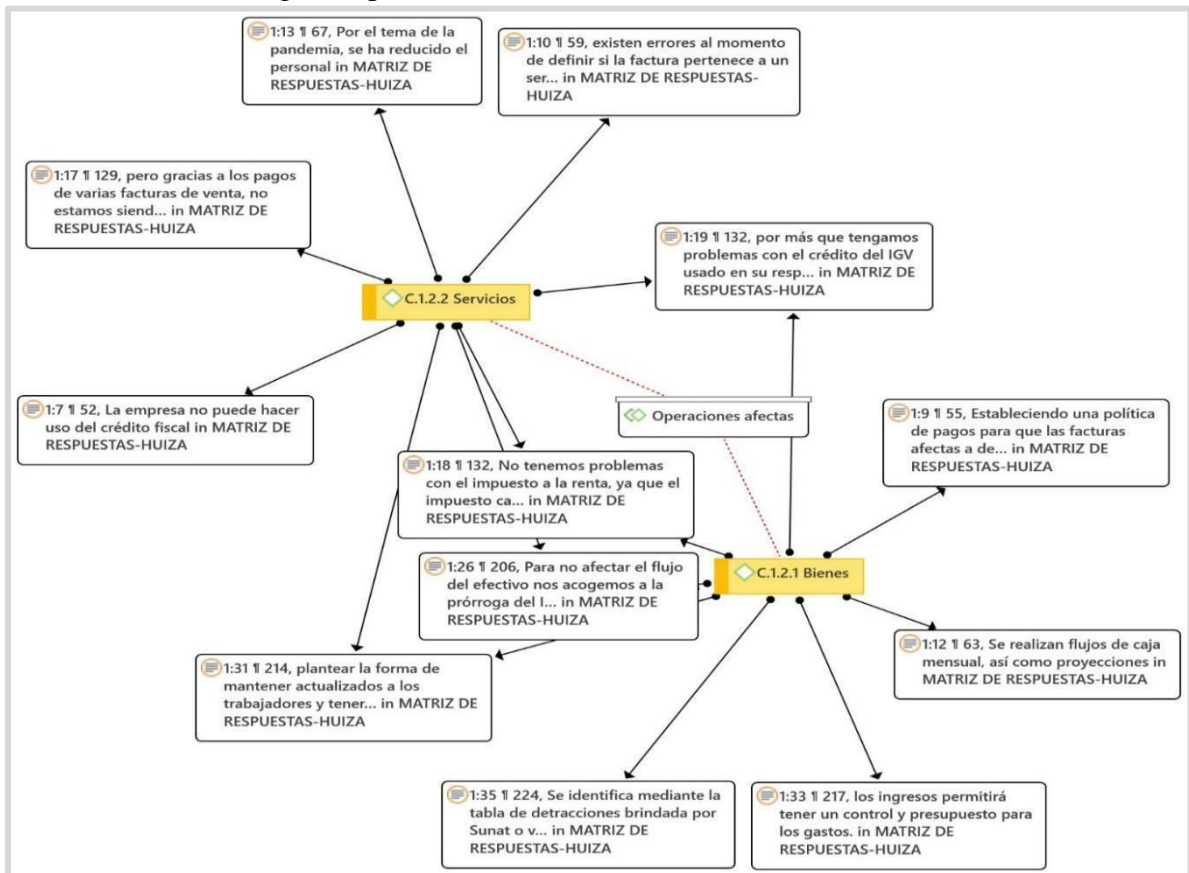 1:13 ¶ 67, Por el tema de la
pandemia, se ha reducido el
personal in MATRIZ DE
RESPUESTAS-HUIZA
1:10 ¶ 59, existen errores al momento
de definir si la factura pertenece a un
ser... in MATRIZ DE RESPUESTAS-
HUIZA
1:17 ¶ 129, pero gracias a los pagos
de varias facturas de venta, no
estamos siend... in MATRIZ DE
RESPUESTAS-HUIZA
1:19 ¶ 132, por más que tengamos
problemas con el crédito del IGV
usado en su resp... in MATRIZ DE
RESPUESTAS-HUIZA
C.1.2.2 Servicios
1:7 ¶ 52, La empresa no puede hacer
uso del crédito fiscal in MATRIZ DE
RESPUESTAS-HUIZA
Operaciones afectas
1:9 ¶ 55, Estableciendo una política
de pagos para que las facturas
afectas a de... in MATRIZ DE
RESPUESTAS-HUIZA
1:18 ¶ 132, No tenemos problemas
con el impuesto a la renta, ya que el
impuesto ca... in MATRIZ DE
RESPUESTAS-HUIZA
1:26 ¶ 206, Para no afectar el flujo
del efectivo nos acogemos a la
prórroga del I... in MATRIZ DE
RESPUESTAS-HUIZA
C.1.2.1 Bienes
1:12 ¶ 63, Se realizan flujos de caja
mensual, así como proyecciones in
MATRIZ DE RESPUESTAS-HUIZA
1:31 ¶ 214, plantear la forma de
mantener actualizados a los
trabajadores y tener... in MATRIZ DE
RESPUESTAS-HUIZA
1:35 ¶ 224, Se identifica mediante la
tabla de detracciones brindada por
Sunat o v... in MATRIZ DE
RESPUESTAS-HUIZA
1:33 ¶ 217, los ingresos permitirá
tener un control y presupuesto para
los gastos. in MATRIZ DE
RESPUESTAS-HUIZA